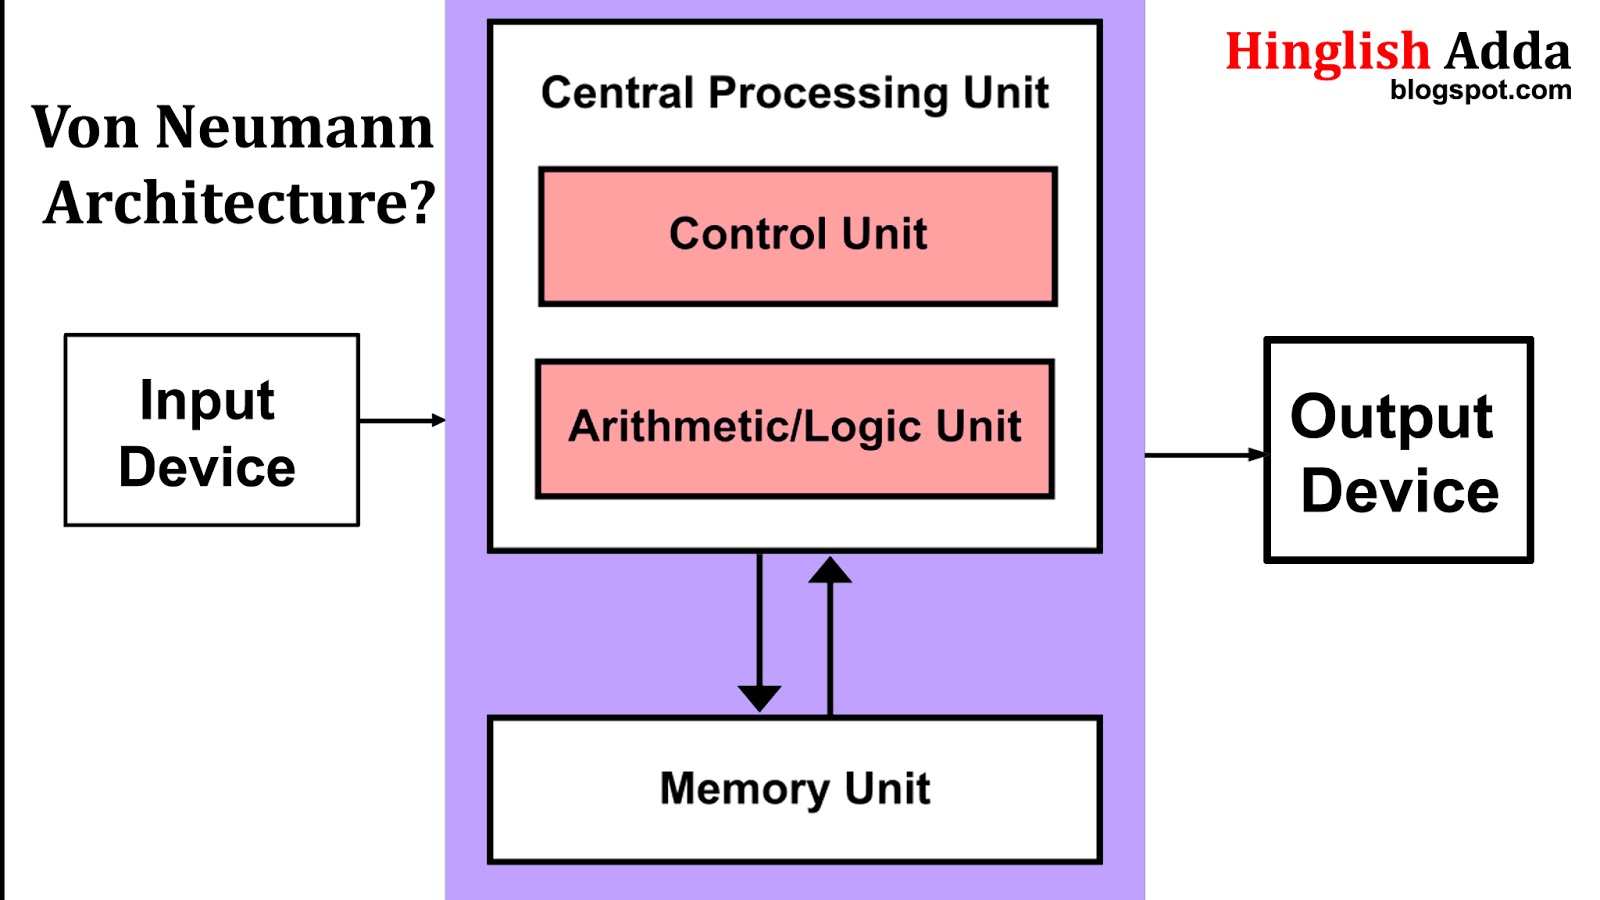 Von Neumann
Architecture?
Hinglish Adda
blogspot.com
Central Processing Unit
Control Unit
Arithmetic/Logic Unit
Input
Device
Output
Device
Memory Unit